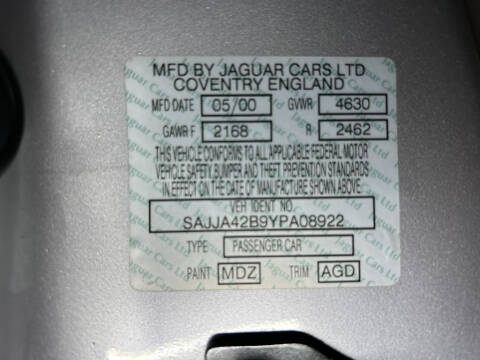 MFD BY JAGUAR CARS LTD
COVENTRY ENGLAND
MFD DATE 05/00 GVWR 4630
GAWR F 2168 R 2462
THIS VEHICLE CONFORMS TO ALL APPLICABLE FEDERAL MOTOR
VEHICLE SAFETY, BUMPER AND THEFT PREVENTION STANDARDS
IN EFFECT ON THE DATE OF MANUFACTURE SHOWN ABOVE.
VEH IDENT NO.
SAJJA42B9YPA08922
TYPE PASSENGER CAR
PAINT MDZ TRIM AGD